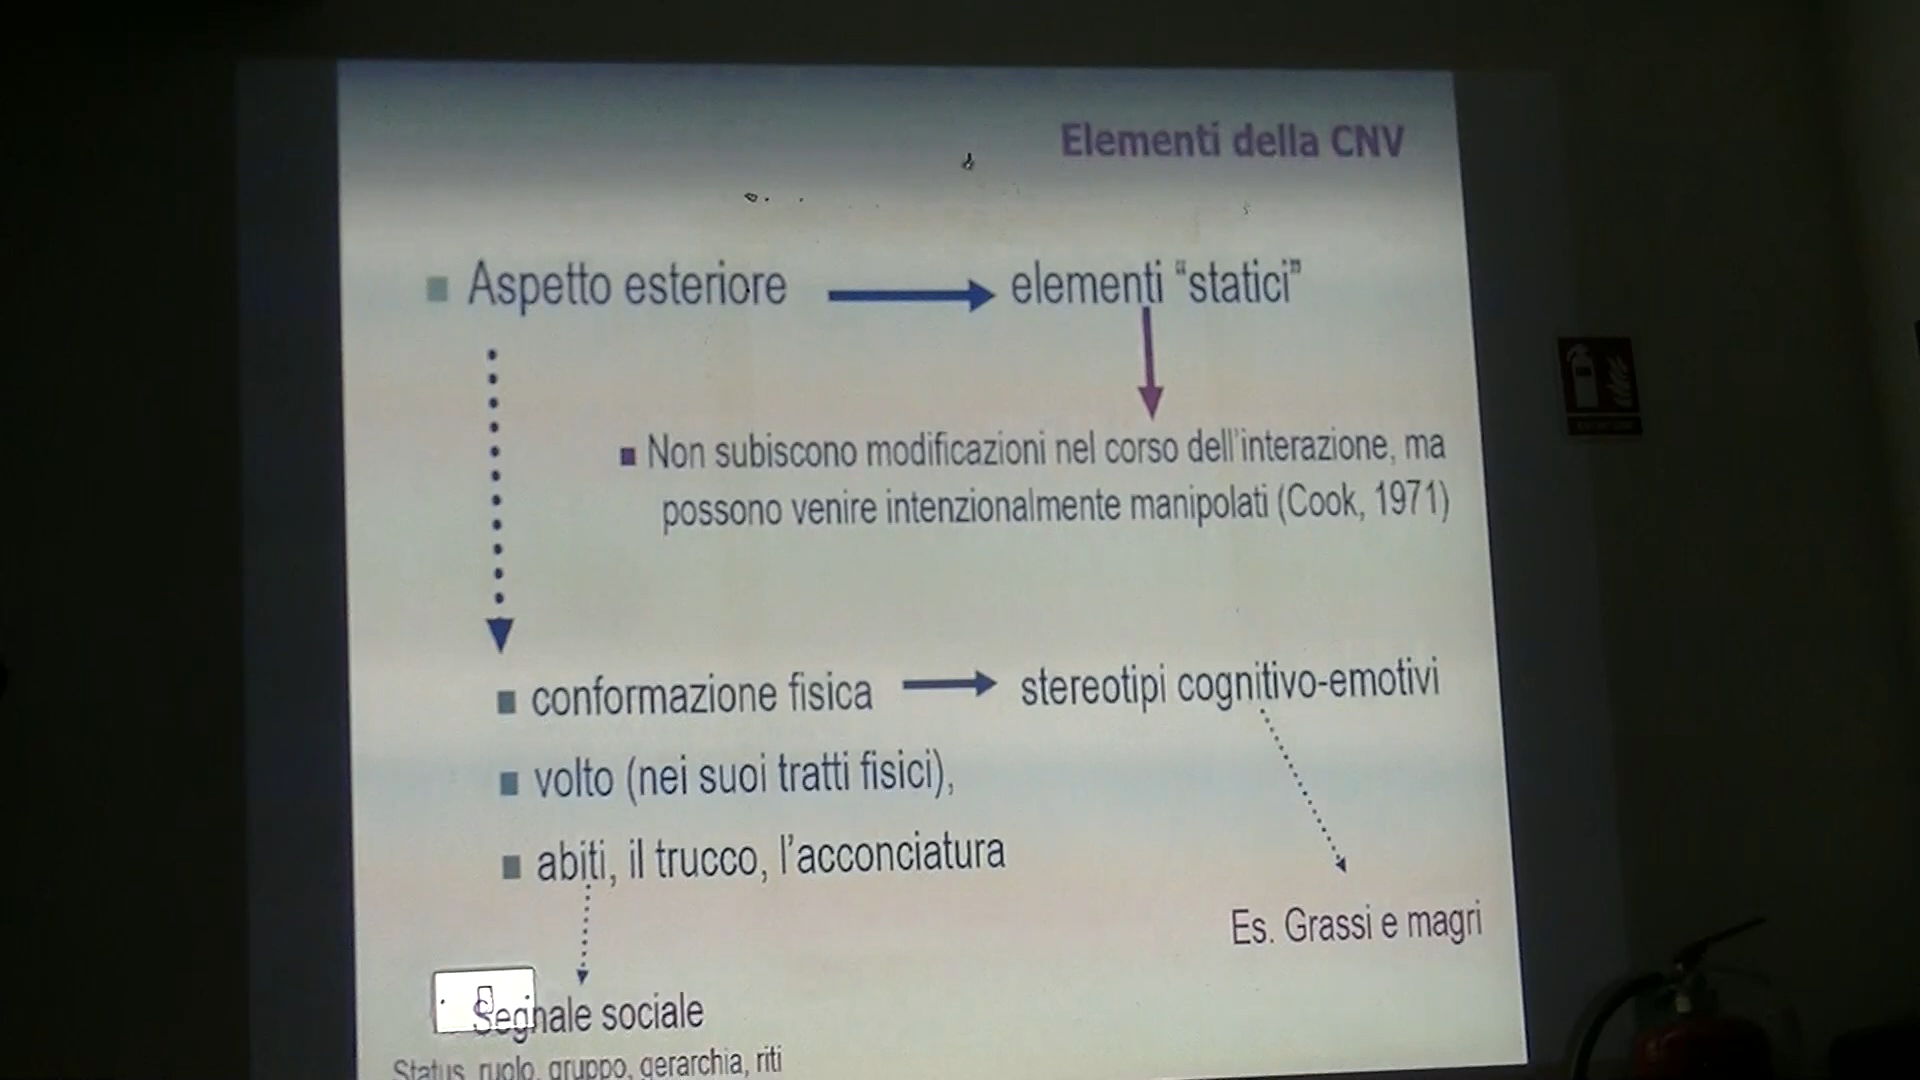 Elementi della CNV
Aspetto esteriore
elementi “statici”
Non subiscono modificazioni nel corso dell'interazione, ma
possono venire intenzionalmente manipolati (Cook, 1971)
conformazione fisica
stereotipi cognitivo-emotivi
volto (nei suoi tratti fisici),
abiti, il trucco, l'acconciatura
Es. Grassi e magri
Segnale sociale
Status, ruolo, gruppo, gerarchia, riti